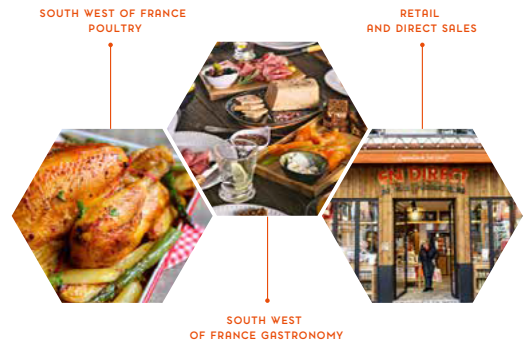 SOUTH WEST OF FRANCE
POULTRY
RETAIL
AND DIRECT SALES
EN DIRECT
SOUTH WEST
OF FRANCE GASTRONOMY